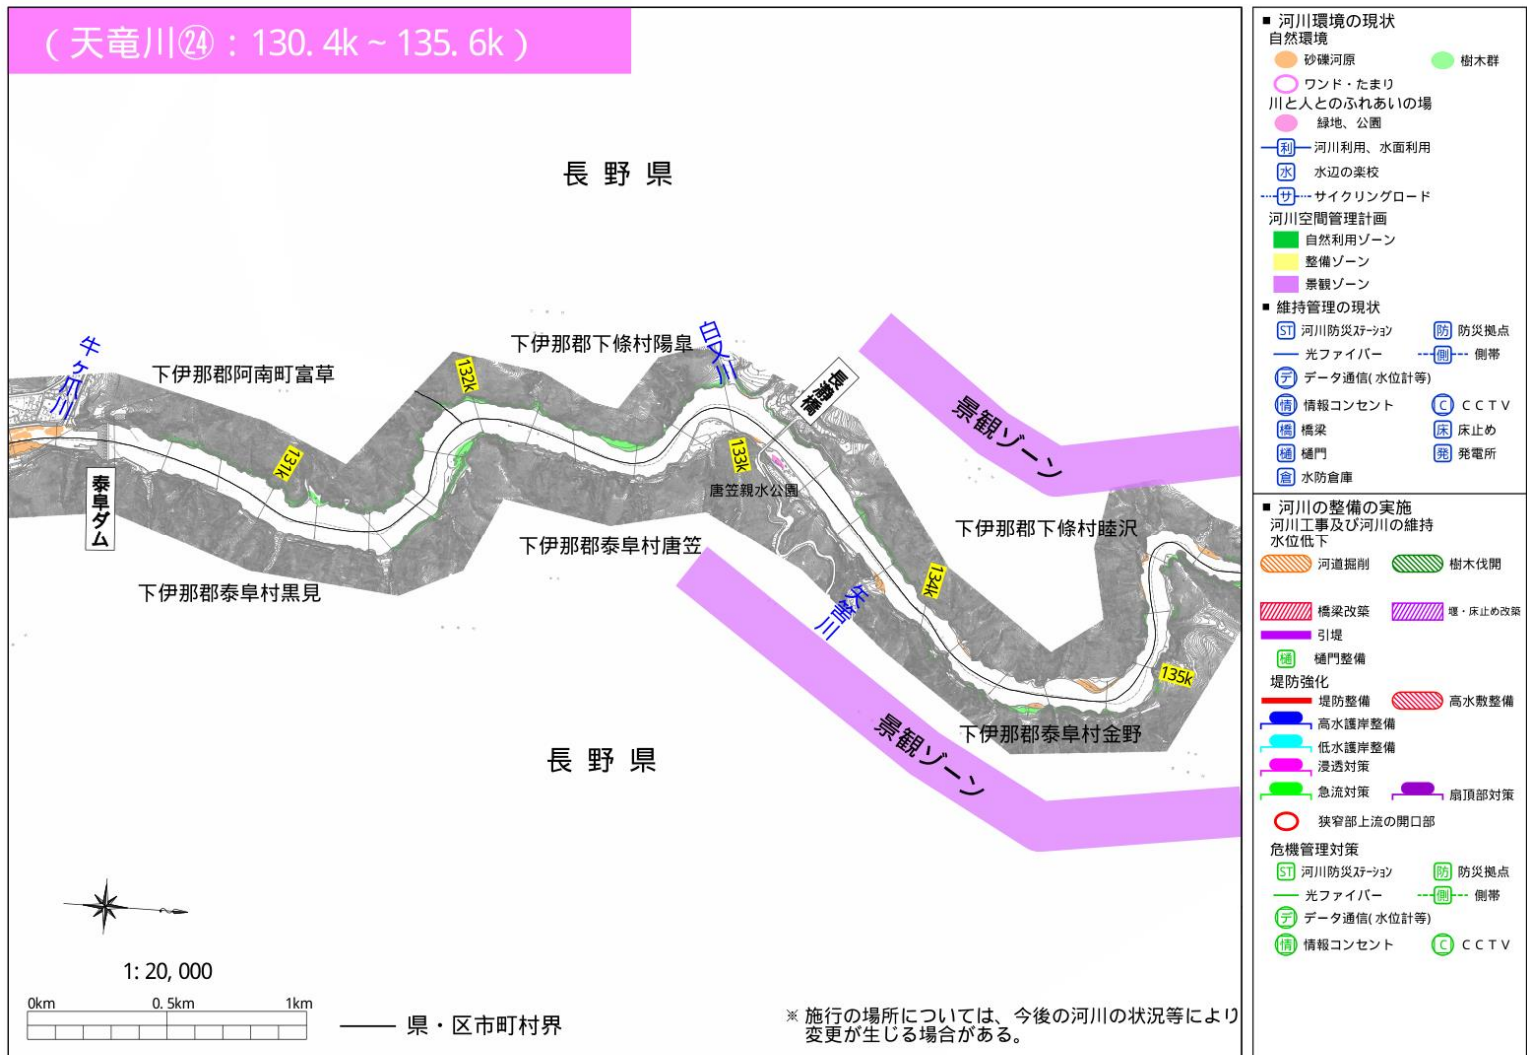 (天竜川㉔:130.4k~135.6k)
長野県
牛ヶ爪川
下伊那郡阿南町富草
132k
下伊那郡下條村陽皐
白又川
長瀞橋
景観ゾーン
131k
133k
泰阜ダム
唐笠親水公園
下伊那郡下條村睦沢
下伊那郡泰阜村唐笠
下伊那郡泰阜村黒見
134k
矢筈川
135k
景観ゾーン
下伊那郡泰阜村金野
長野県
1:20,000
0km 0.5km 1km
県・区市町村界
※ 施行の場所については、今後の河川の状況等により
変更が生じる場合がある。
■ 河川環境の現状
自然環境
砂礫河原 樹木群
ワンド・たまり
川と人とのふれあいの場
緑地、公園
利 河川利用、水面利用
水 水辺の楽校
サ サイクリングロード
河川空間管理計画
自然利用ゾーン
整備ゾーン
景観ゾーン
■ 維持管理の現状
ST 河川防災ステーション 防 防災拠点
光ファイバー 側 側帯
デ データ通信(水位計等)
情 情報コンセント C CCTV
橋 橋梁 床 床止め
樋 樋門 発 発電所
倉 水防倉庫
■ 河川の整備の実施
河川工事及び河川の維持
水位低下
河道掘削 樹木伐開
橋梁改築 堰・床止め改築
引堤
樋 樋門整備
堤防強化
堤防整備 高水敷整備
高水護岸整備
低水護岸整備
浸透対策
急流対策 扇頂部対策
狭窄部上流の開口部
危機管理対策
ST 河川防災ステーション 防 防災拠点
光ファイバー 側 側帯
デ データ通信(水位計等)
情 情報コンセント C CCTV